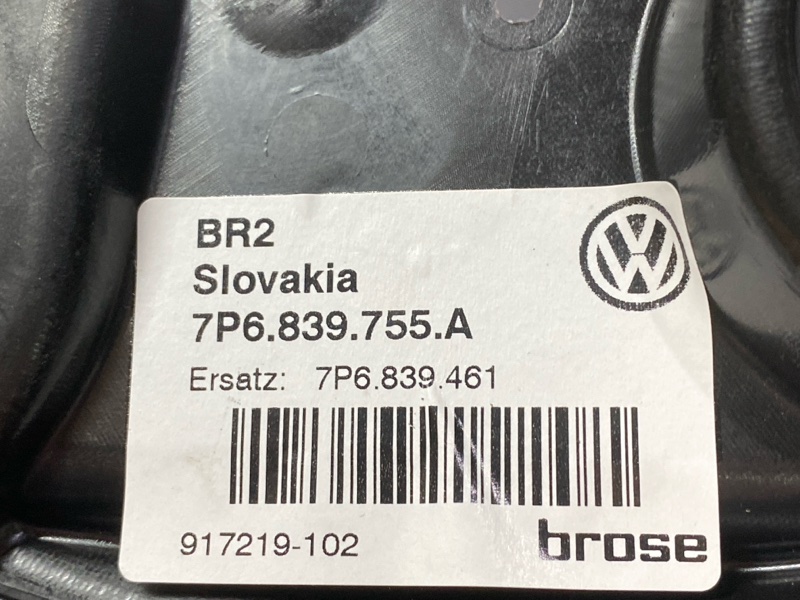 BR2
Slovakia
7P6.839.755.A
Ersatz: 7P6.839.461
917219-102
brose